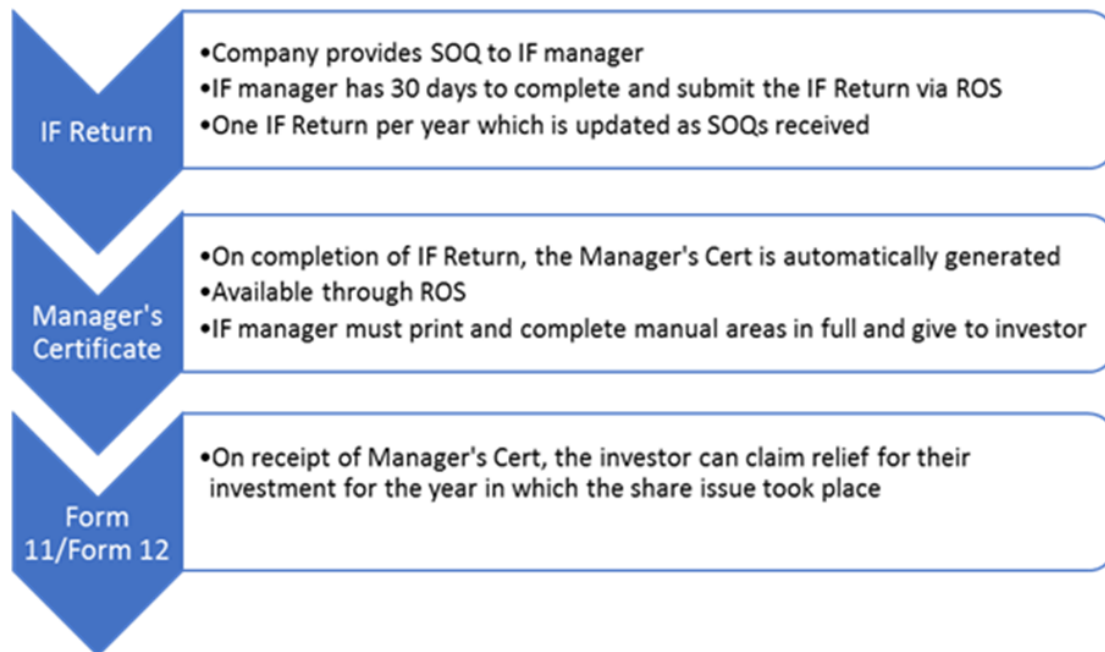 IF Return
•Company provides SOQ to IF manager
•IF manager has 30 days to complete and submit the IF Return via ROS
•One IF Return per year which is updated as SOQs received
Manager's
Certificate
•On completion of IF Return, the Manager's Cert is automatically generated
•Available through ROS
•IF manager must print and complete manual areas in full and give to investor
Form
11/Form 12
•On receipt of Manager's Cert, the investor can claim relief for their
investment for the year in which the share issue took place